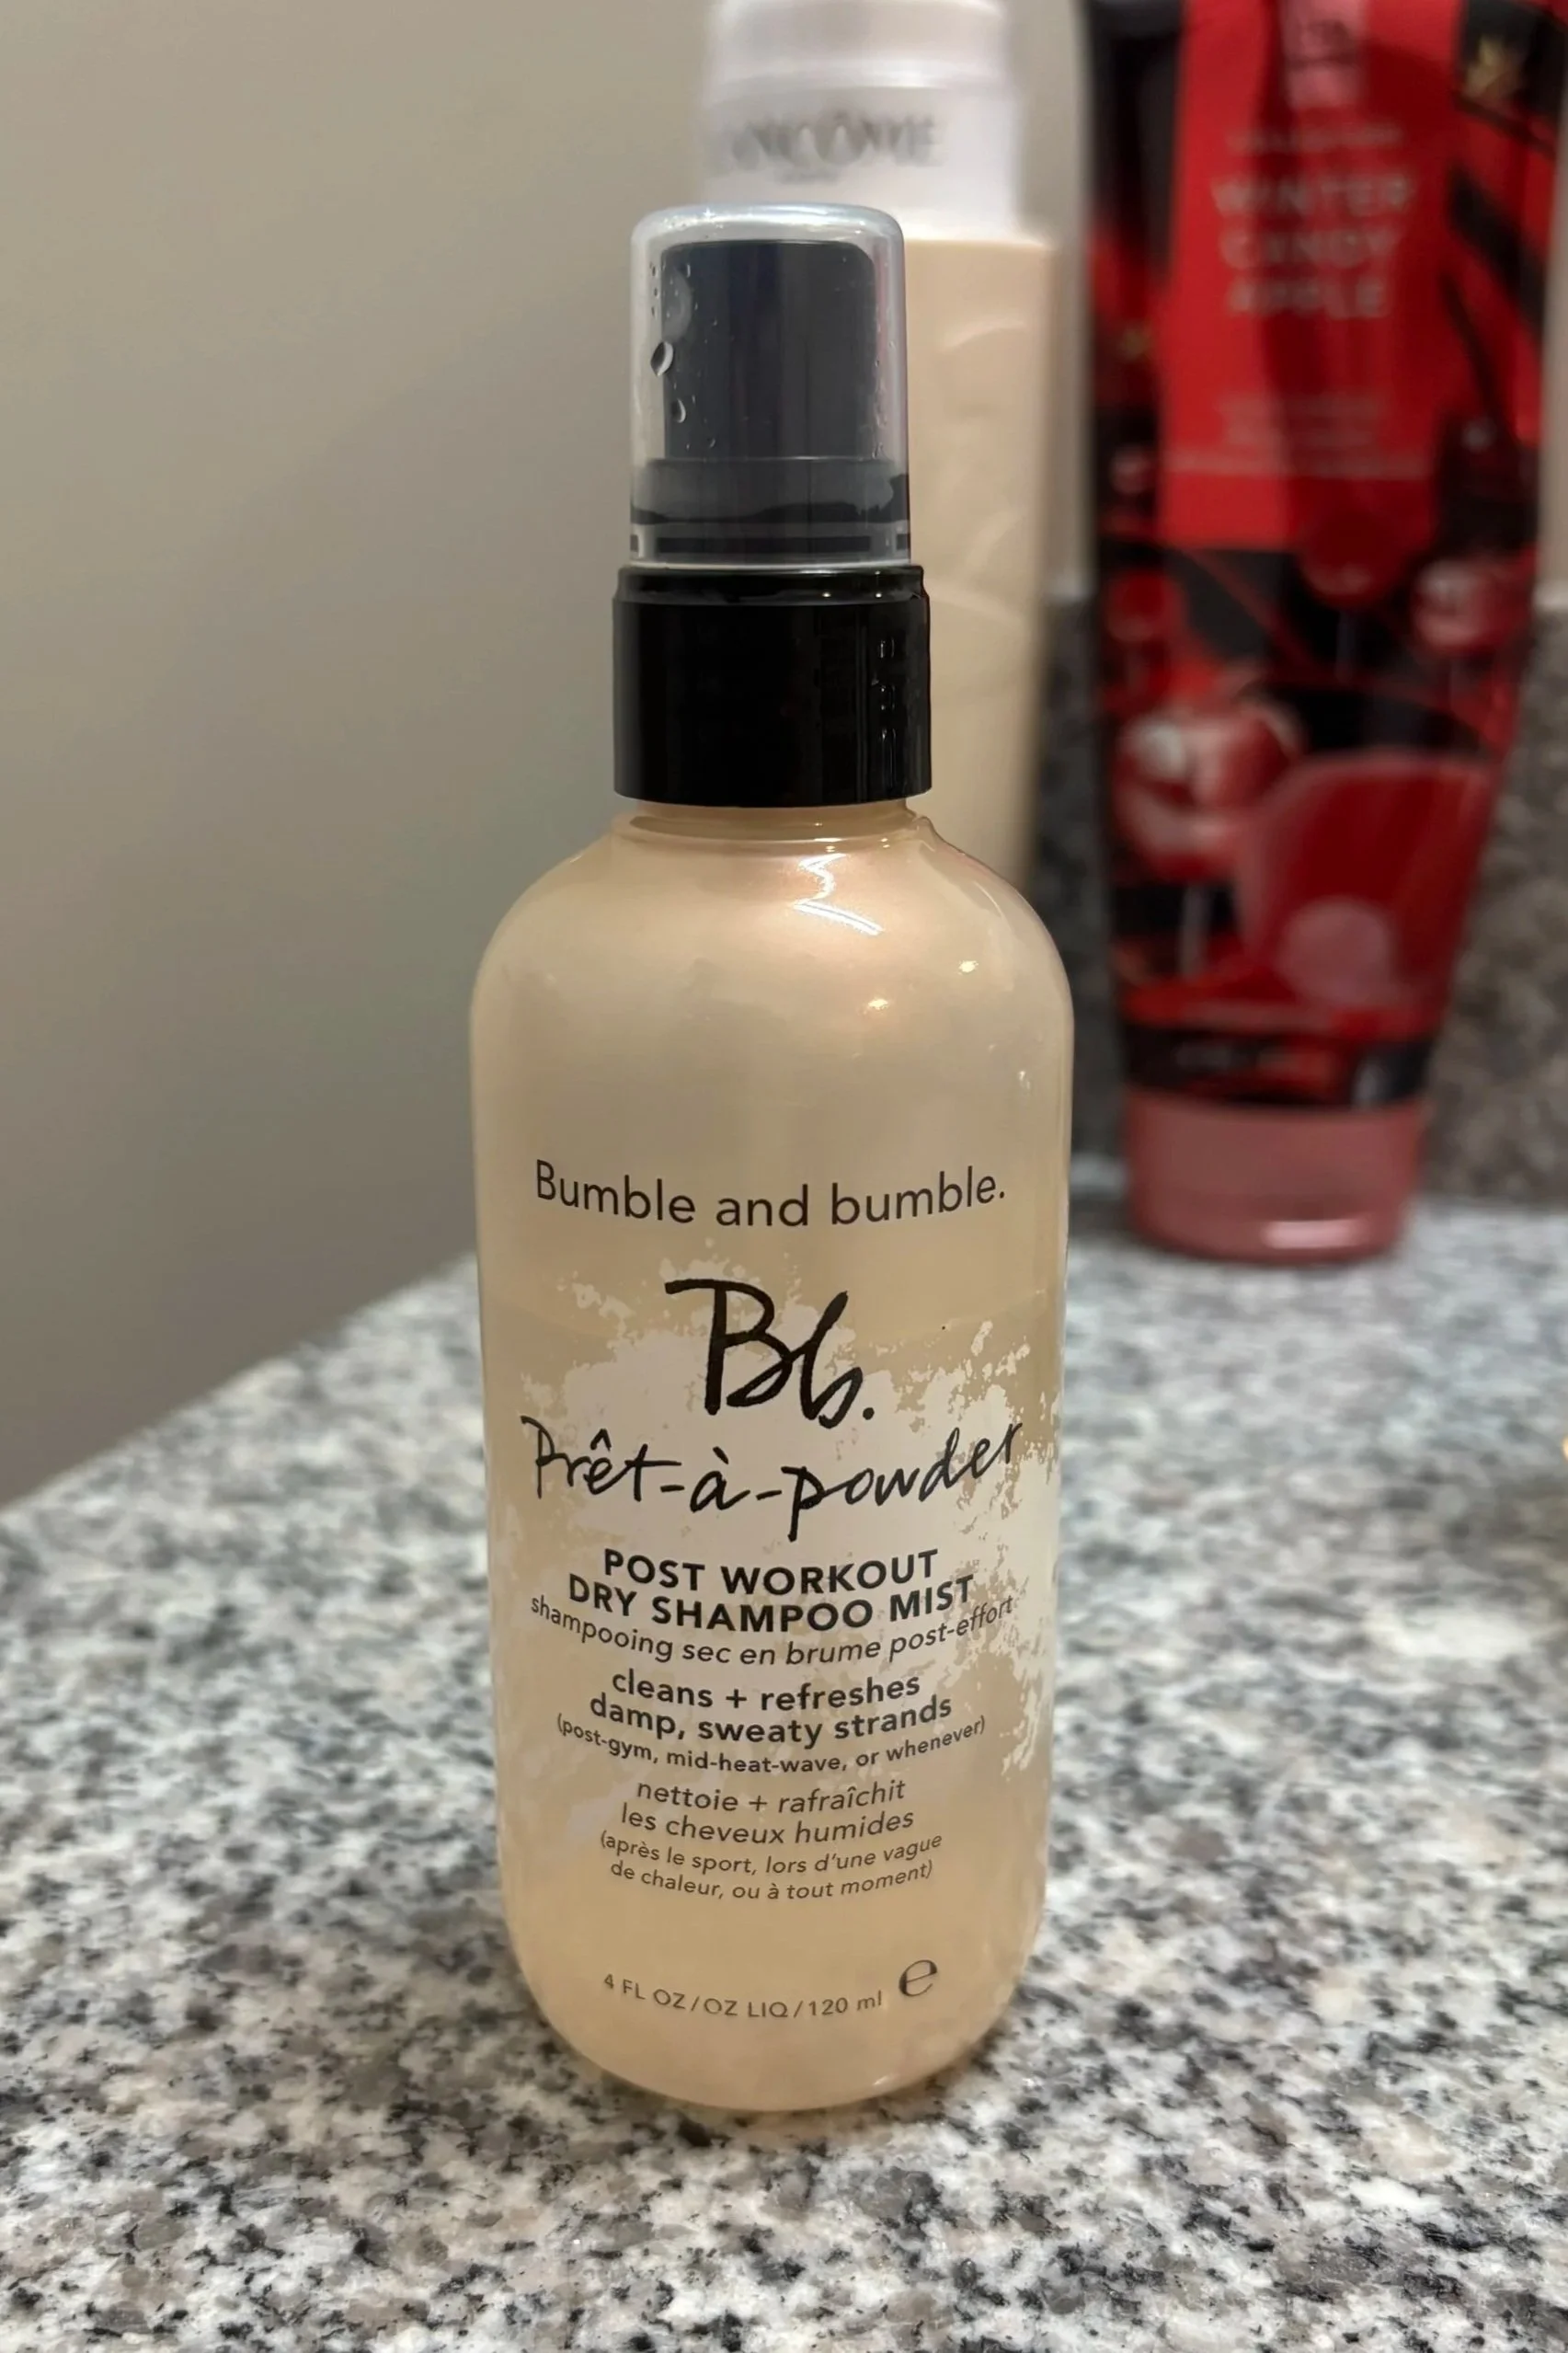 LANCÔME
WINTER
CANDY
APPLE
Bumble and bumble.
Bb.
Prêt-à-powder
POST WORKOUT
DRY SHAMPOO MIST
shampooing sec en brume post-effort
cleans + refreshes
damp, sweaty strands
(post-gym, mid-heat-wave, or whenever)
nettoie + rafraîchit
les cheveux humides
(après le sport, lors d'une vague
de chaleur, ou à tout moment)
4 FL OZ/OZ LIQ/120 ml e